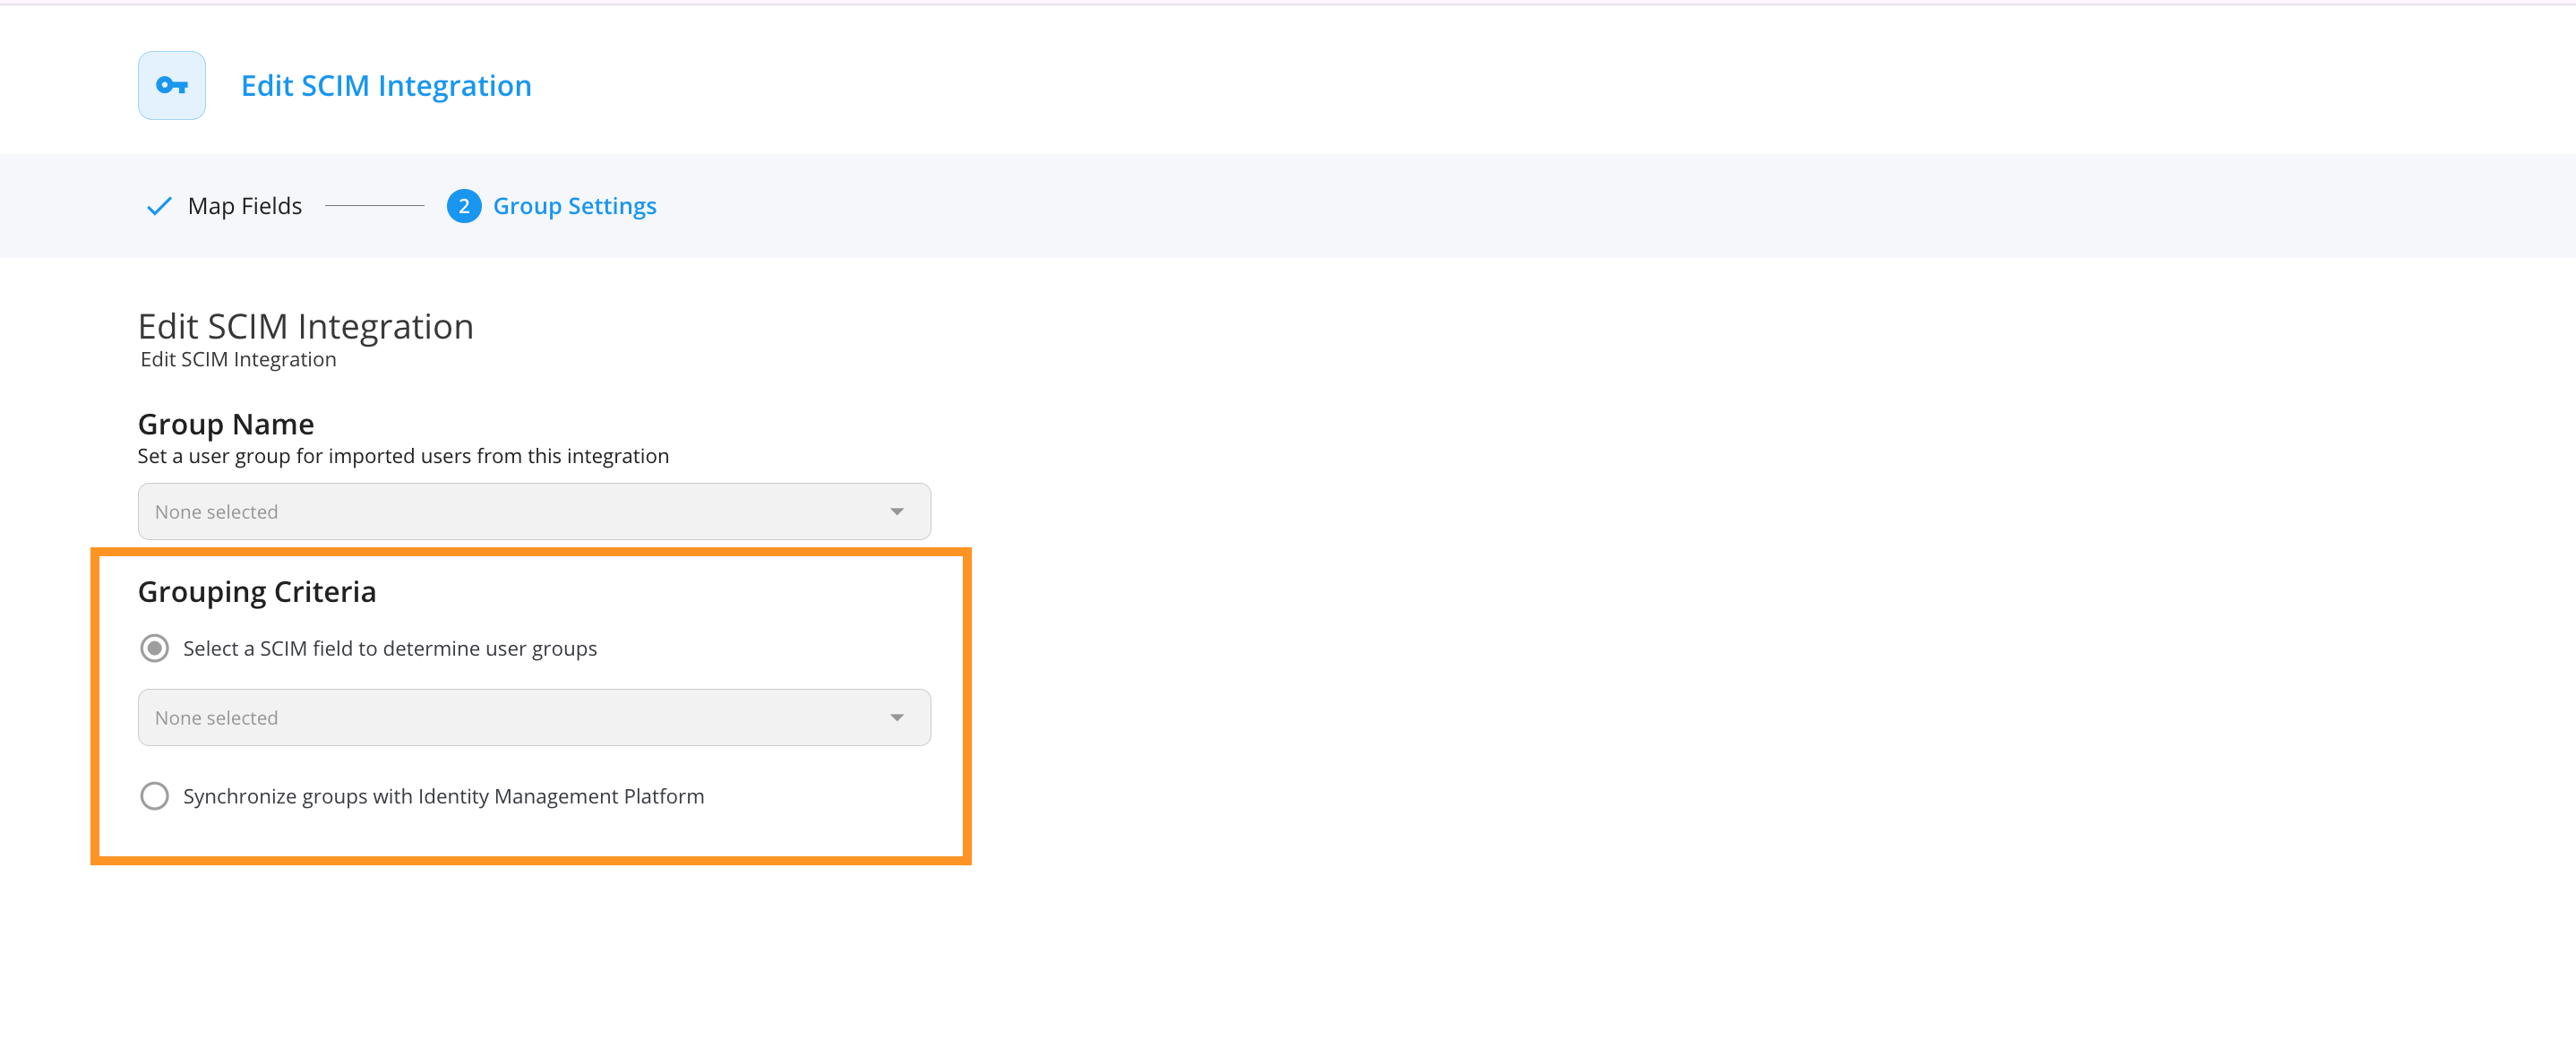 Edit SCIM Integration
Map Fields
2 Group Settings
Edit SCIM Integration
Edit SCIM Integration
Group Name
Set a user group for imported users from this integration
None selected
Grouping Criteria
Select a SCIM field to determine user groups
None selected
Synchronize groups with Identity Management Platform